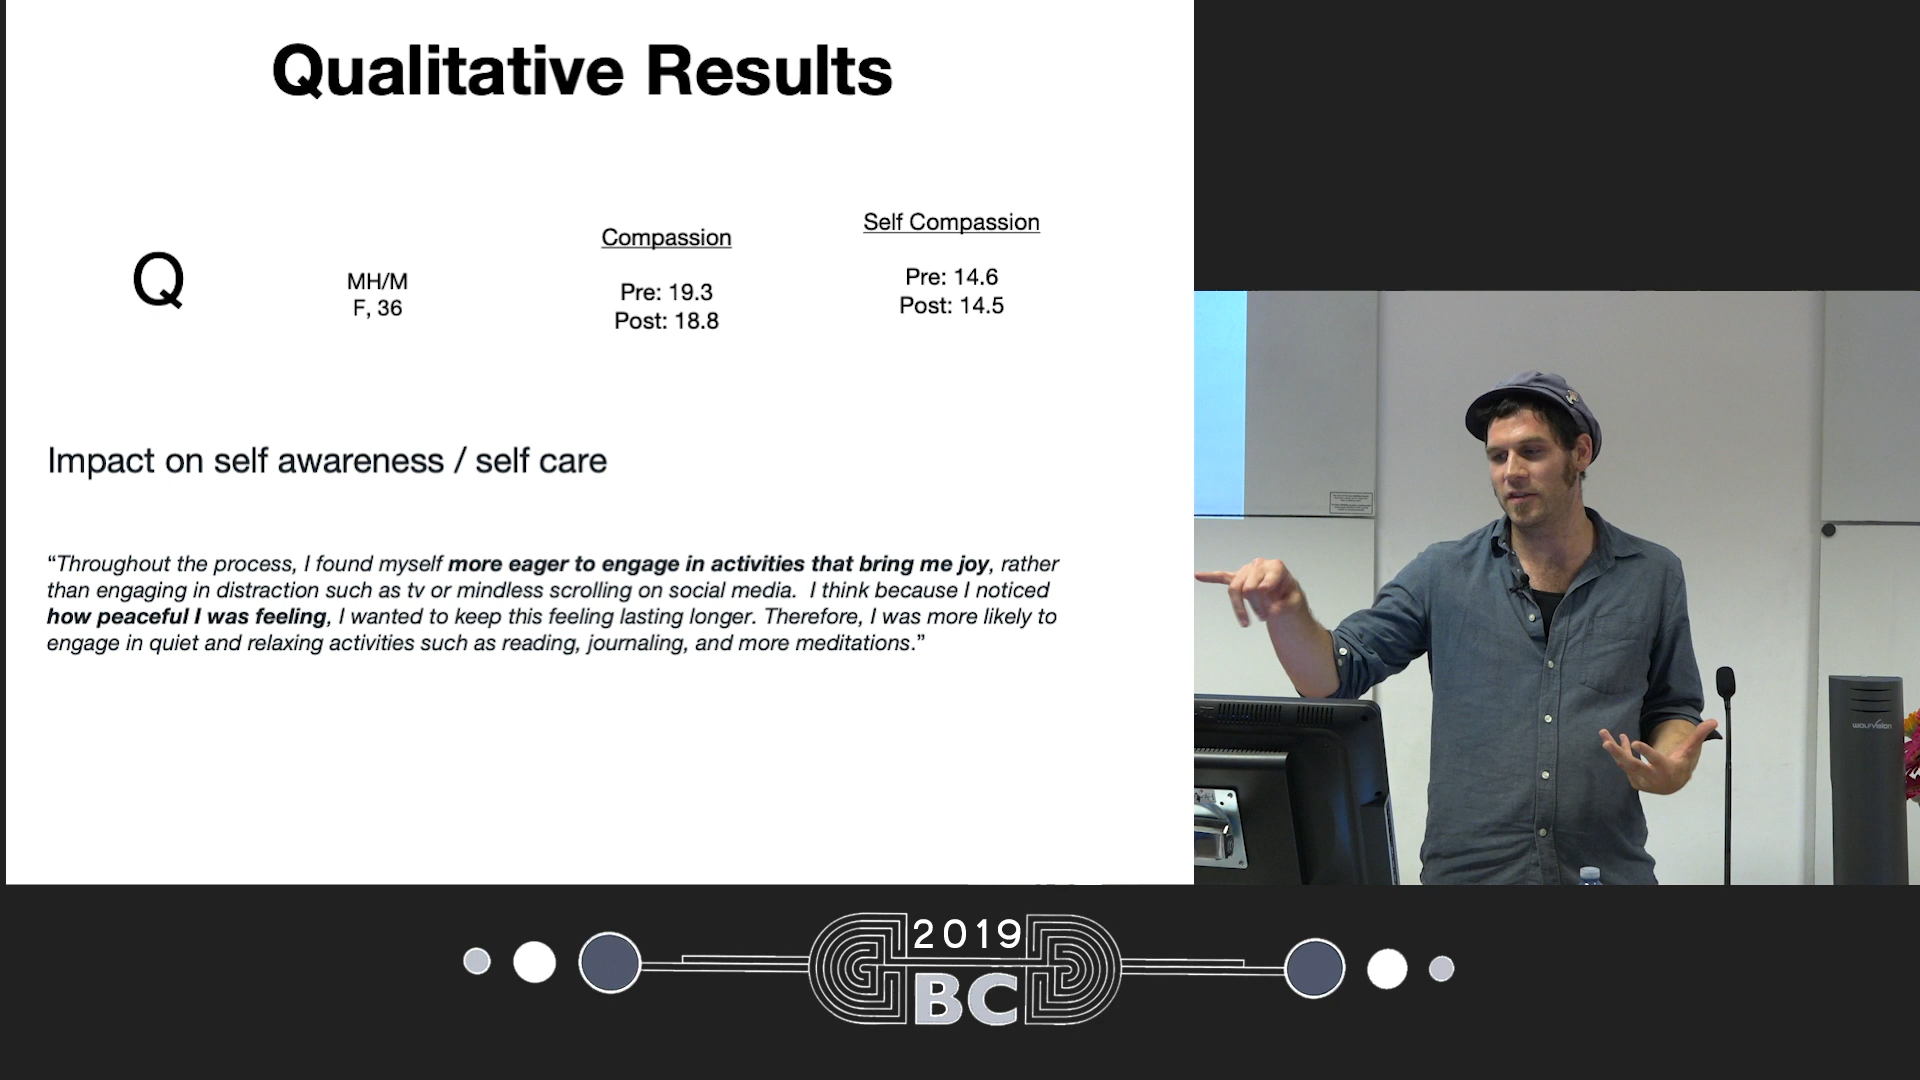 Qualitative Results
Q
MH/M
F, 36
Compassion
Pre: 19.3
Post: 18.8
Self Compassion
Pre: 14.6
Post: 14.5
Impact on self awareness / self care
“Throughout the process, I found myself more eager to engage in activities that bring me joy, rather
than engaging in distraction such as tv or mindless scrolling on social media.  I think because I noticed
how peaceful I was feeling, I wanted to keep this feeling lasting longer. Therefore, I was more likely to
engage in quiet and relaxing activities such as reading, journaling, and more meditations.”
WOLFVISION
2019
BC